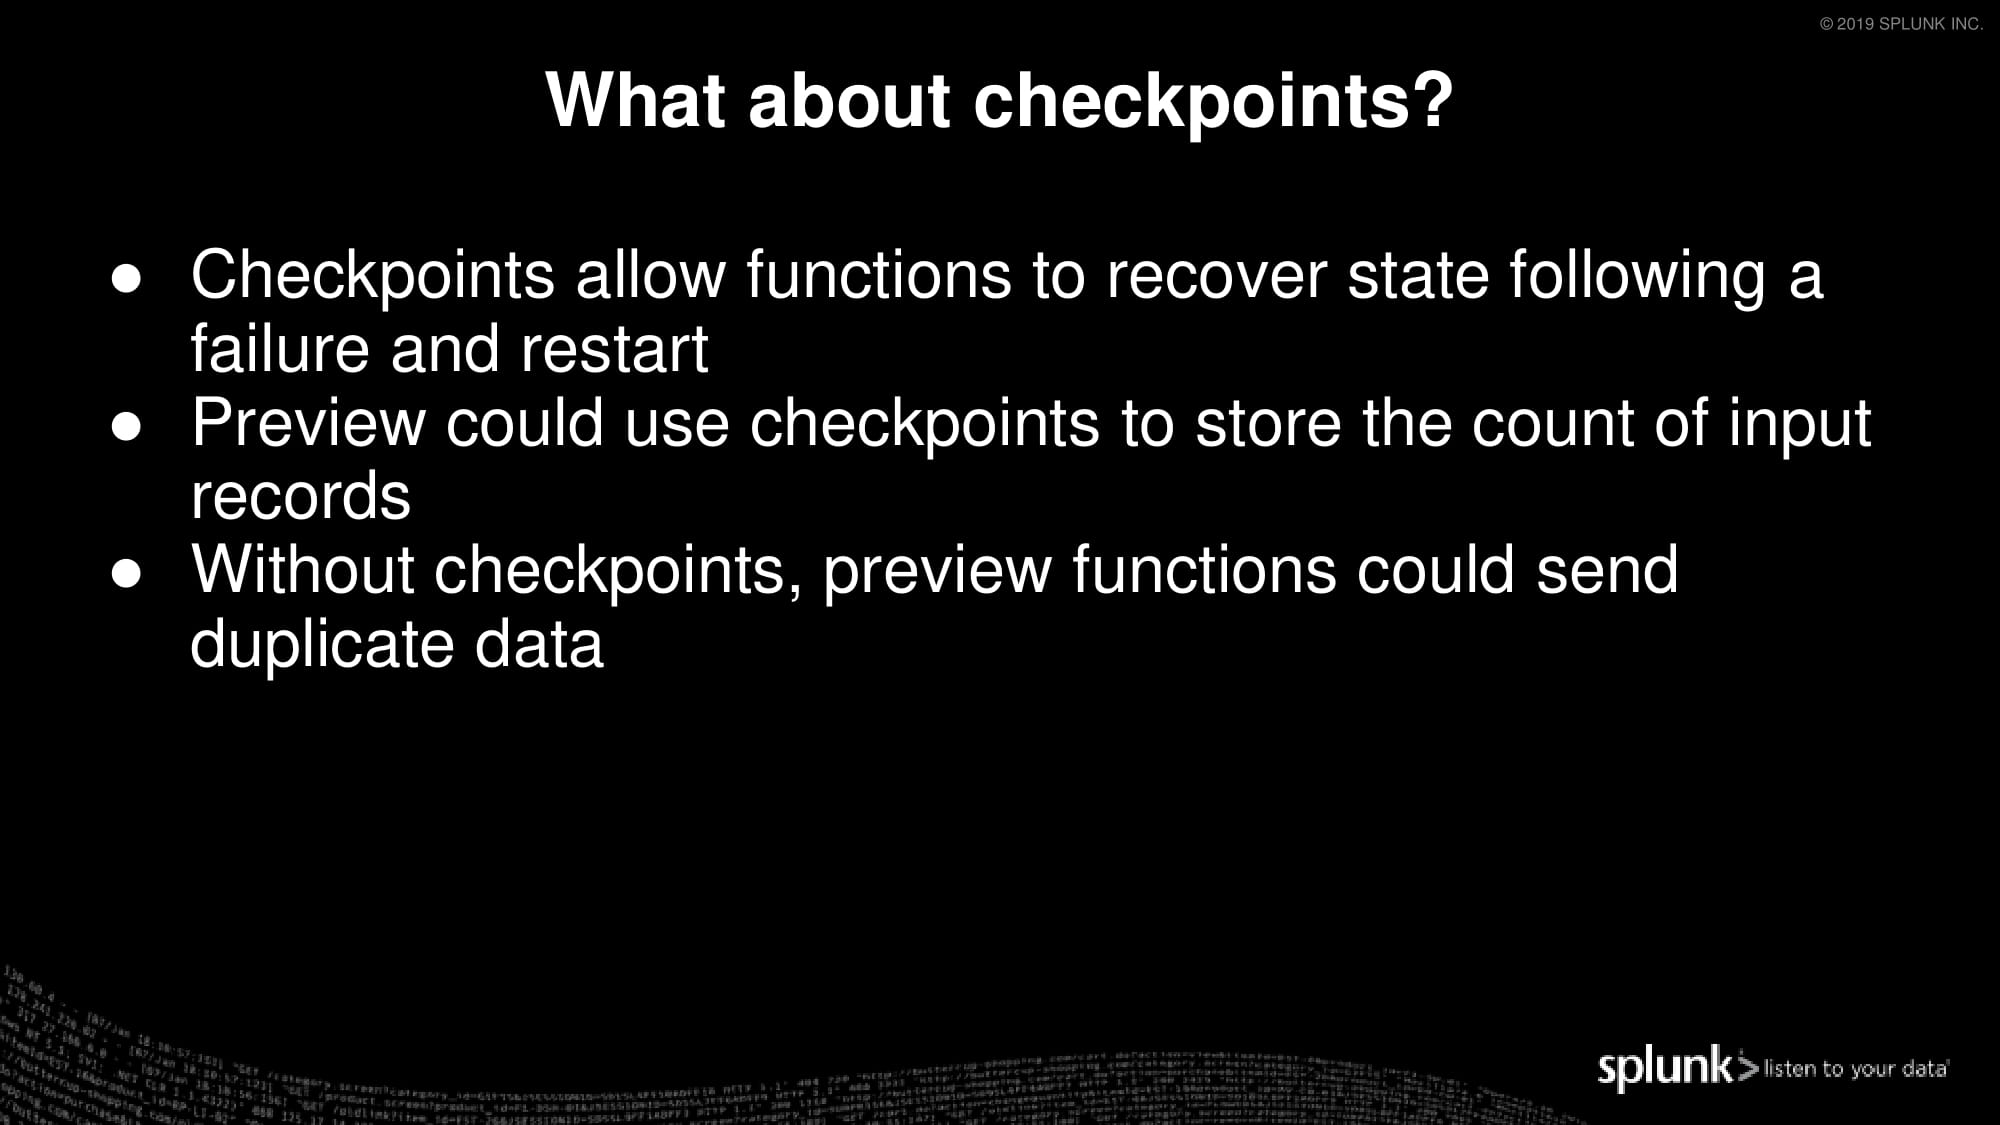 © 2019 SPLUNK INC.
What about checkpoints?
● Checkpoints allow functions to recover state following a
failure and restart
● Preview could use checkpoints to store the count of input
records
● Without checkpoints, preview functions could send
duplicate data
splunk> listen to your data